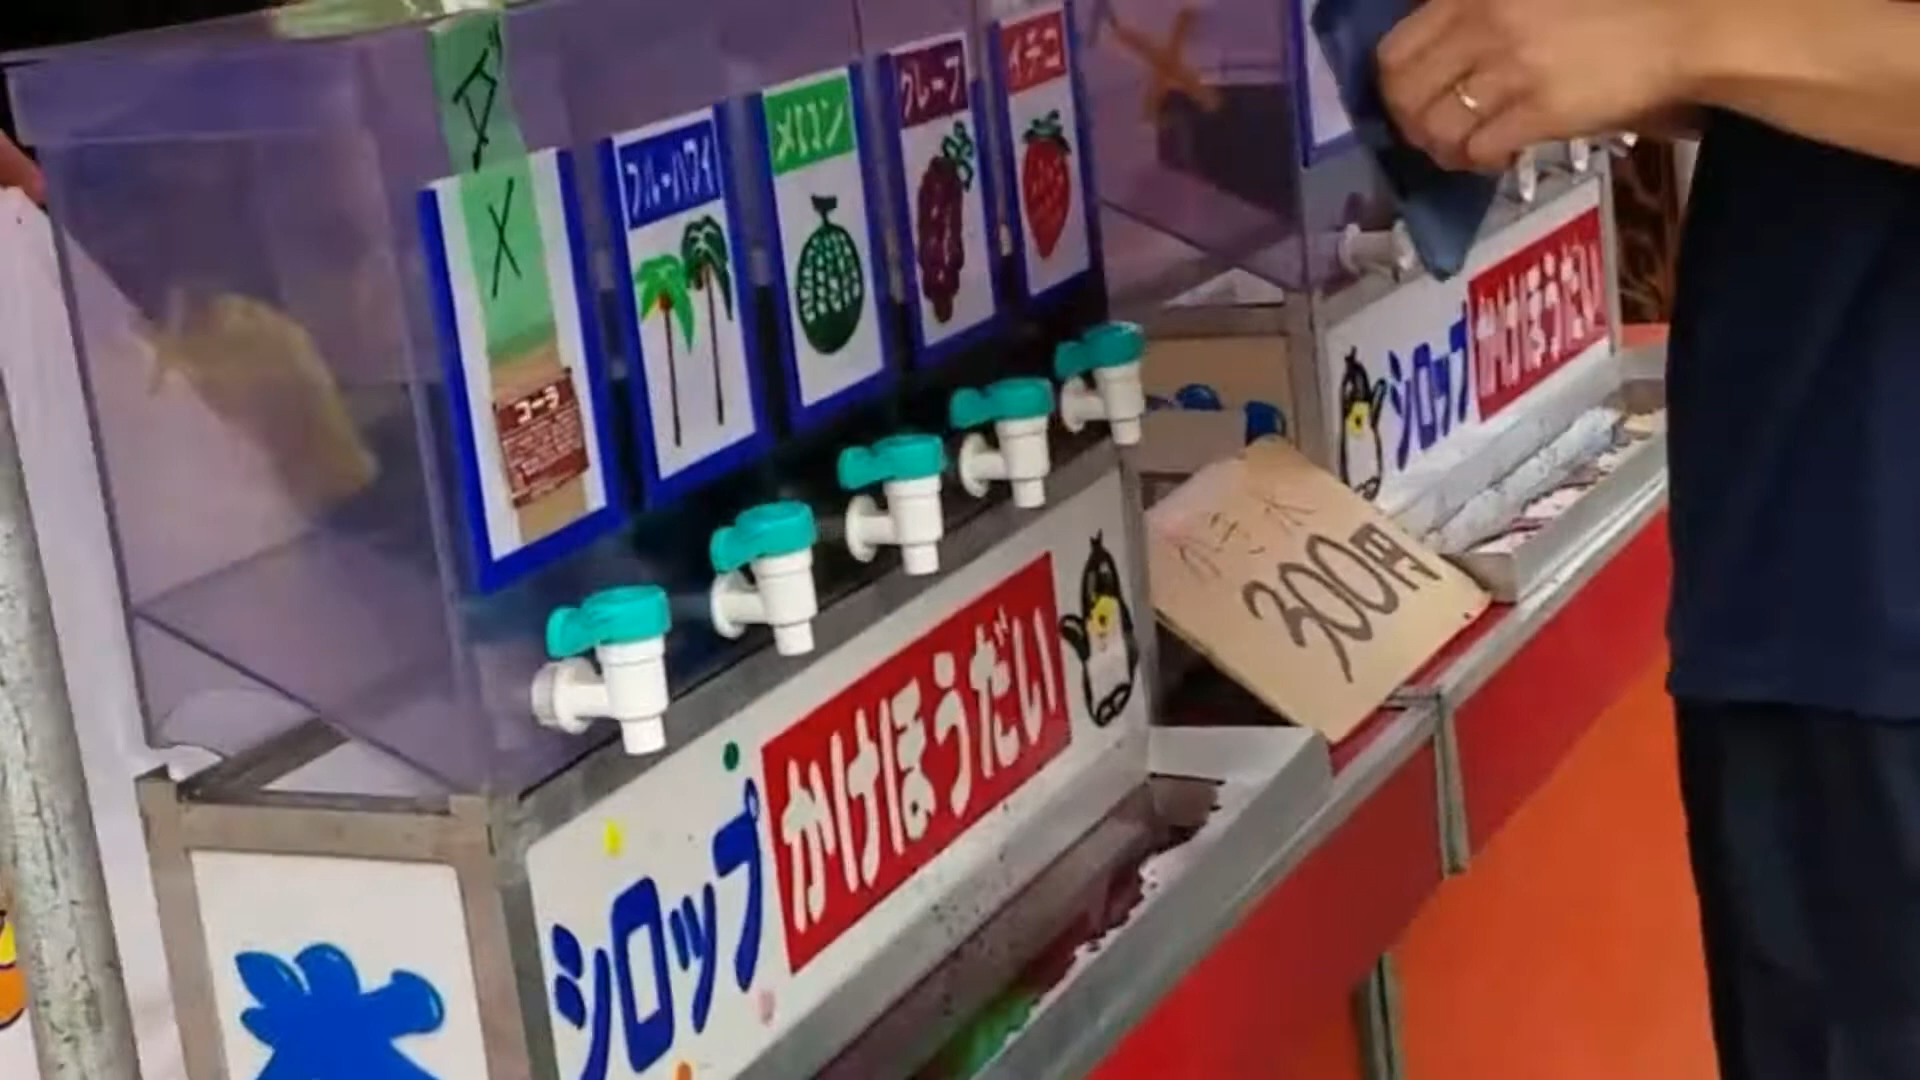 ダメ
コーラ
ブルーハワイ
メロン
グレープ
イチゴ
シロップ かけほうだい
かき氷
300円
シロップ かけほうだい